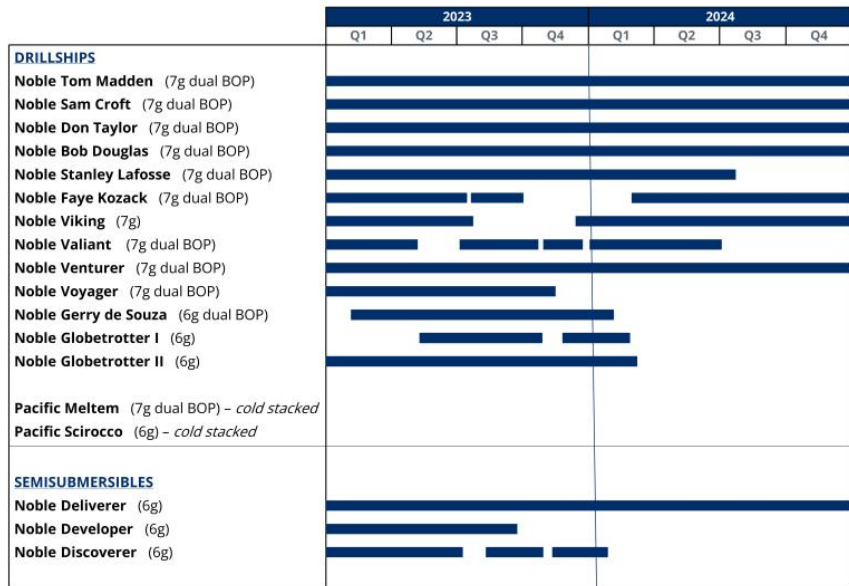 2023 2024
Q1 Q2 Q3 Q4 Q1 Q2 Q3 Q4
DRILLSHIPS
Noble Tom Madden (7g dual BOP)
Noble Sam Croft (7g dual BOP)
Noble Don Taylor (7g dual BOP)
Noble Bob Douglas (7g dual BOP)
Noble Stanley Lafosse (7g dual BOP)
Noble Faye Kozack (7g dual BOP)
Noble Viking (7g)
Noble Valiant (7g dual BOP)
Noble Venturer (7g dual BOP)
Noble Voyager (7g dual BOP)
Noble Gerry de Souza (6g dual BOP)
Noble Globetrotter I (6g)
Noble Globetrotter II (6g)
Pacific Meltem (7g dual BOP) – cold stacked
Pacific Scirocco (6g) – cold stacked
SEMISUBMERSIBLES
Noble Deliverer (6g)
Noble Developer (6g)
Noble Discoverer (6g)